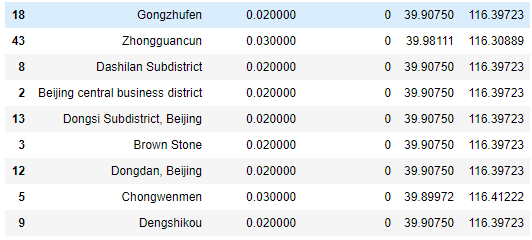 18 Gongzhufen 0.020000 0 39.90750 116.39723
43 Zhongguancun 0.030000 0 39.98111 116.30889
8 Dashilan Subdistrict 0.020000 0 39.90750 116.39723
2 Beijing central business district 0.020000 0 39.90750 116.39723
13 Dongsi Subdistrict, Beijing 0.020000 0 39.90750 116.39723
3 Brown Stone 0.020000 0 39.90750 116.39723
12 Dongdan, Beijing 0.020000 0 39.90750 116.39723
5 Chongwenmen 0.030000 0 39.89972 116.41222
9 Dengshikou 0.020000 0 39.90750 116.39723